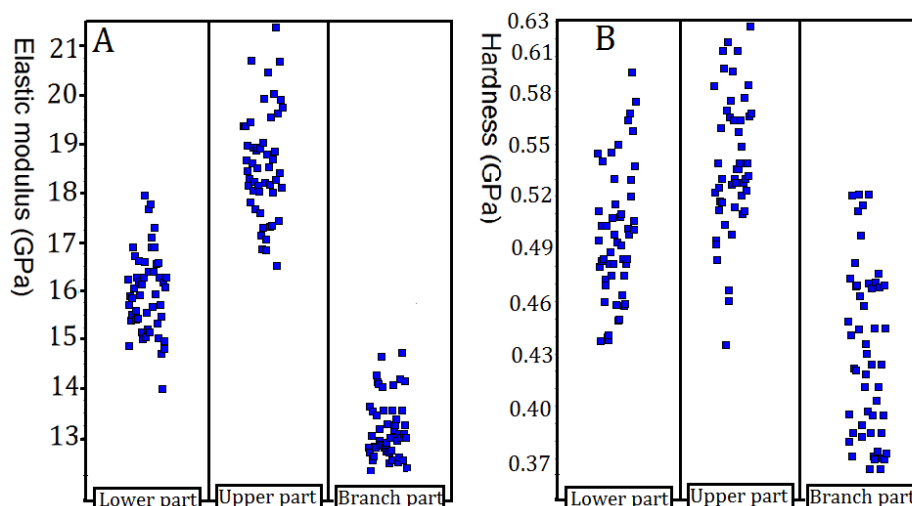 A
Elastic modulus (GPa)
21
20
19
18
17
16
15
14
13
Lower part
Upper part
Branch part
B
Hardness (GPa)
0.63
0.61
0.58
0.55
0.52
0.49
0.46
0.43
0.40
0.37
Lower part
Upper part
Branch part